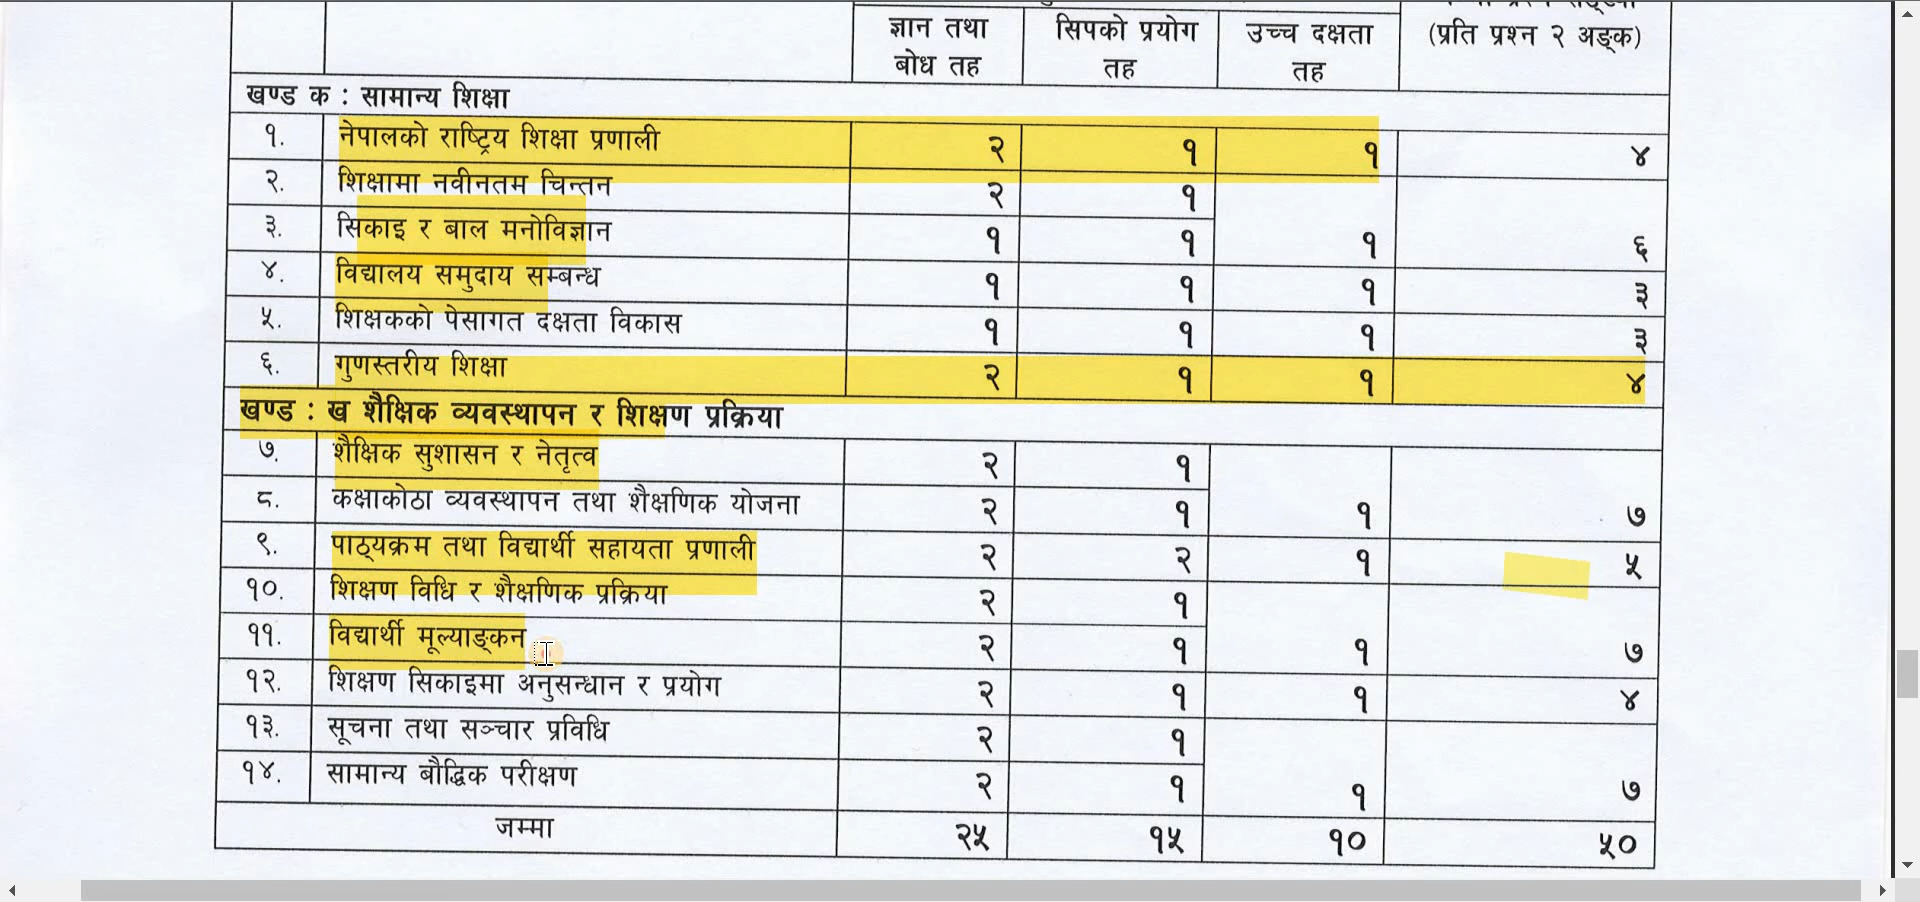 ज्ञान तथा बोध तह
सिपको प्रयोग तह
उच्च दक्षता तह
(प्रति प्रश्न २ अङ्क)
खण्ड क : सामान्य शिक्षा
१. नेपालको राष्ट्रिय शिक्षा प्रणाली २ १ १ ४
२. शिक्षामा नवीनतम चिन्तन २ १
३. सिकाइ र बाल मनोविज्ञान १ १ १ ६
४. विद्यालय समुदाय सम्बन्ध १ १ १ ३
५. शिक्षकको पेसागत दक्षता विकास १ १ १ ३
६. गुणस्तरीय शिक्षा २ १ १ ४
खण्ड : ख शैक्षिक व्यवस्थापन र शिक्षण प्रक्रिया
७. शैक्षिक सुशासन र नेतृत्व २ १
८. कक्षाकोठा व्यवस्थापन तथा शैक्षणिक योजना २ १ १ ७
९. पाठ्यक्रम तथा विद्यार्थी सहायता प्रणाली २ २ १ ५
१०. शिक्षण विधि र शैक्षणिक प्रक्रिया २ १
११. विद्यार्थी मूल्याङ्कन २ १ १ ७
१२. शिक्षण सिकाइमा अनुसन्धान र प्रयोग २ १ १ ४
१३. सूचना तथा सञ्चार प्रविधि २ १
१४. सामान्य बौद्धिक परीक्षण २ १ १ ७
जम्मा २५ १५ १० ५०